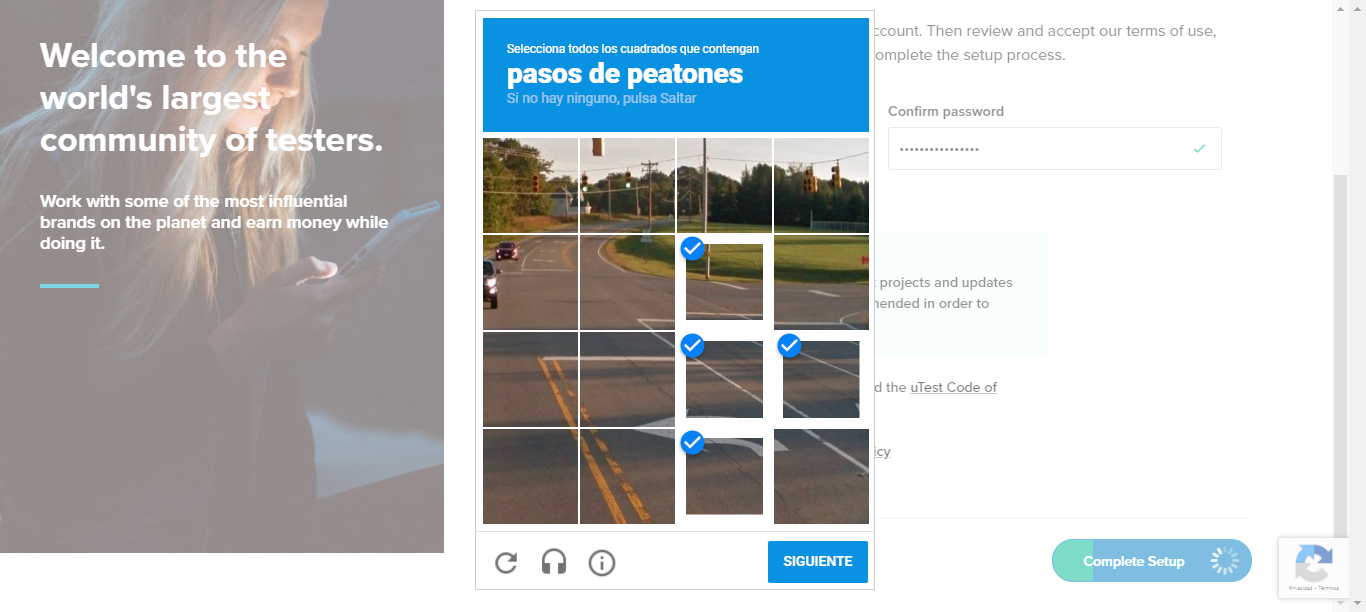 Welcome to the
world's largest
community of testers.
Work with some of the most influential
brands on the planet and earn money while
doing it.
Selecciona todos los cuadrados que contengan
pasos de peatones
Si no hay ninguno, pulsa Saltar
SIGUIENTE
ccount. Then review and accept our terms of use,
omplete the setup process.
Confirm password
projects and updates
nended in order to
d the uTest Code of
icy
Complete Setup
Privacidad - Términos